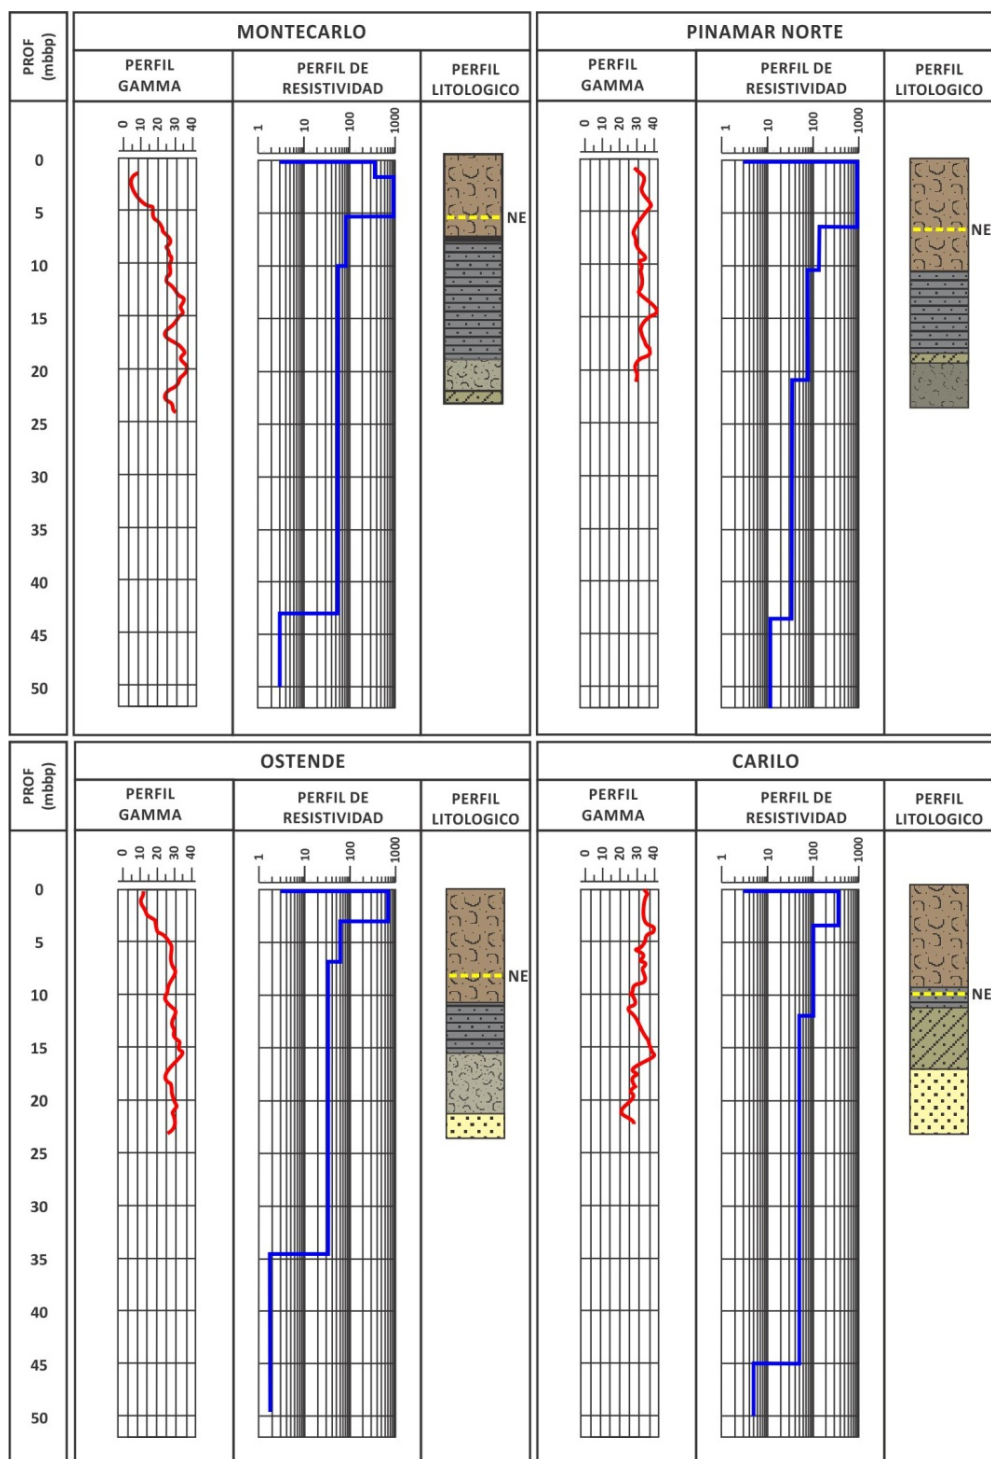 PROF (mbbp)
MONTECARLO
PERFIL GAMMA
PERFIL DE RESISTIVIDAD
PERFIL LITOLOGICO
0 10 20 30 40
1 10 100 1000
NE
PINAMAR NORTE
PERFIL GAMMA
PERFIL DE RESISTIVIDAD
PERFIL LITOLOGICO
0 10 20 30 40
1 10 100 1000
NE
0
5
10
15
20
25
30
35
40
45
50
PROF (mbbp)
OSTENDE
PERFIL GAMMA
PERFIL DE RESISTIVIDAD
PERFIL LITOLOGICO
0 10 20 30 40
1 10 100 1000
NE
CARILO
PERFIL GAMMA
PERFIL DE RESISTIVIDAD
PERFIL LITOLOGICO
0 10 20 30 40
1 10 100 1000
NE
0
5
10
15
20
25
30
35
40
45
50